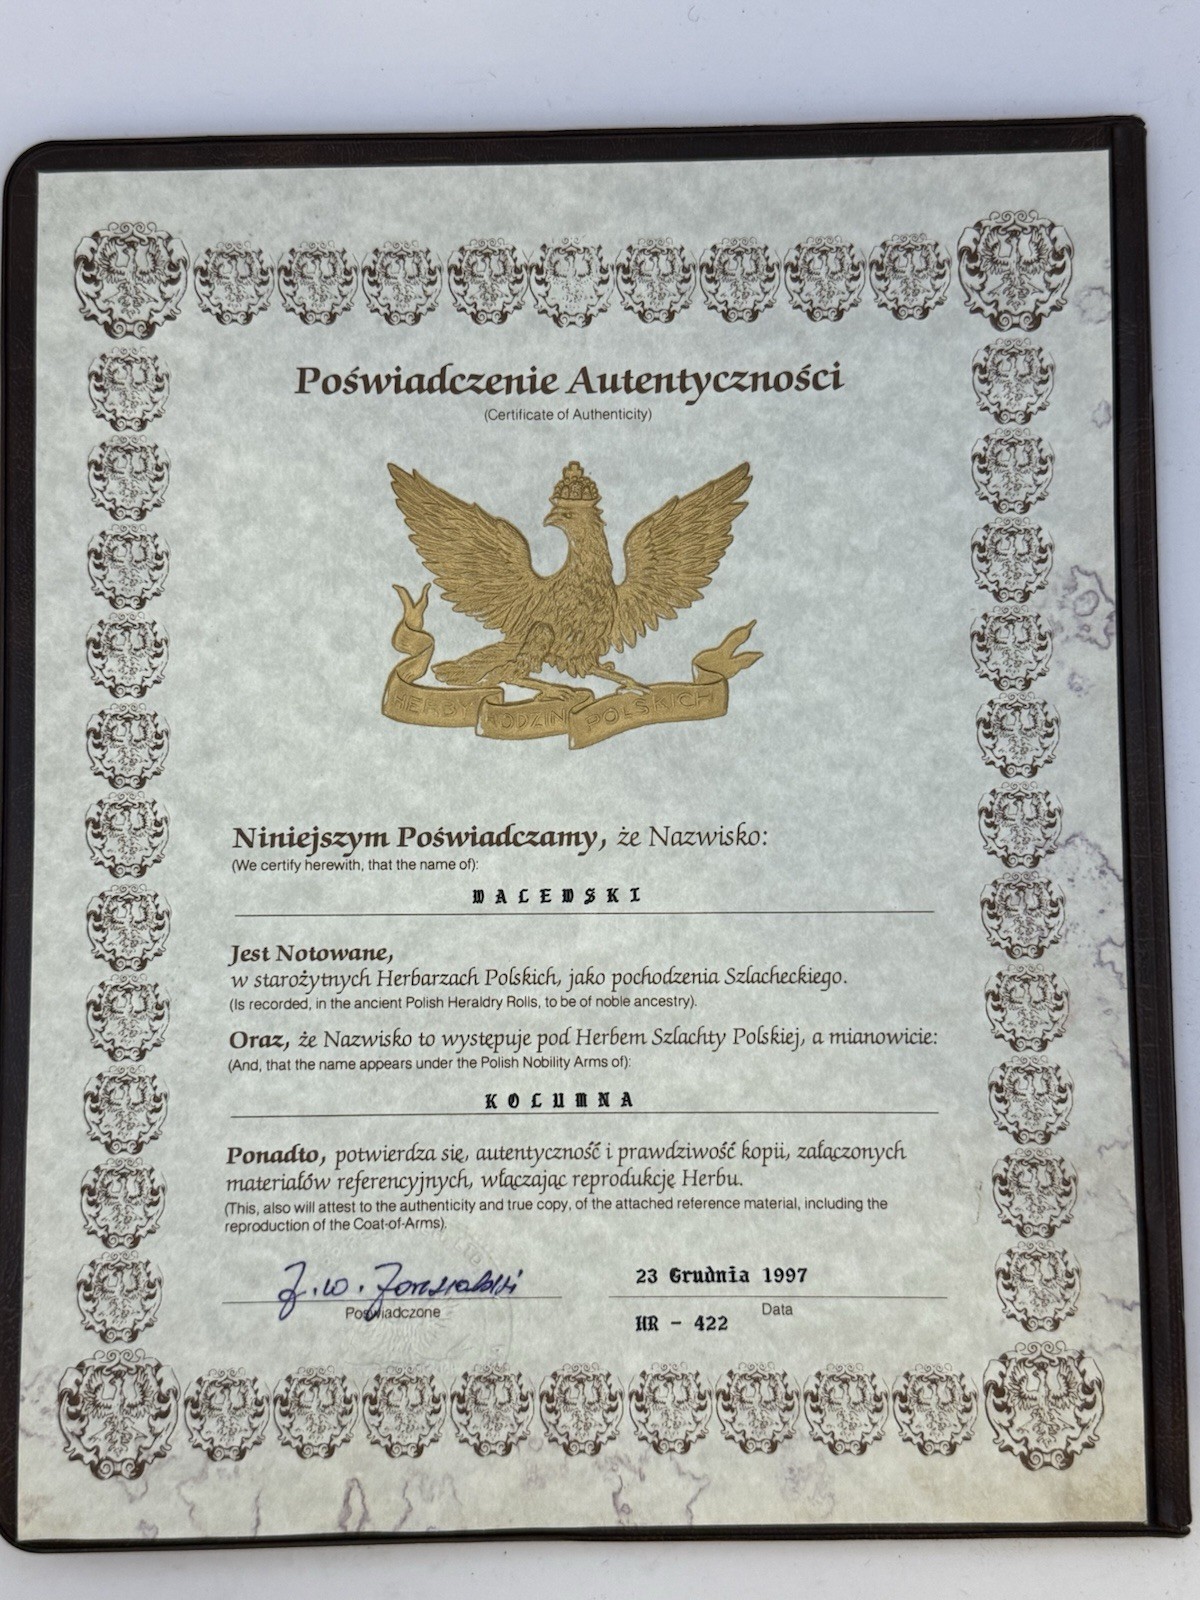 Poświadczenie Autentyczności
(Certificate of Authenticity)
HERBY RODZIN POLSKICH
Niniejszym Poświadczamy, że Nazwisko:
(We certify herewith, that the name of):
WALEWSKI
Jest Notowane,
w starożytnych Herbarzach Polskich, jako pochodzenia Szlacheckiego.
(Is recorded, in the ancient Polish Heraldry Rolls, to be of noble ancestry).
Oraz, że Nazwisko to występuje pod Herbem Szlachty Polskiej, a mianowicie:
(And, that the name appears under the Polish Nobility Arms of):
KOLUMNA
Ponadto, potwierdza się, autentyczność i prawdziwość kopii, załączonych
materiałów referencyjnych, włączając reprodukcję Herbu.
(This, also will attest to the authenticity and true copy, of the attached reference material, including the
reproduction of the Coat-of-Arms).
J. W.
23 Grudnia 1997
Poświadczone
Data
HR - 422